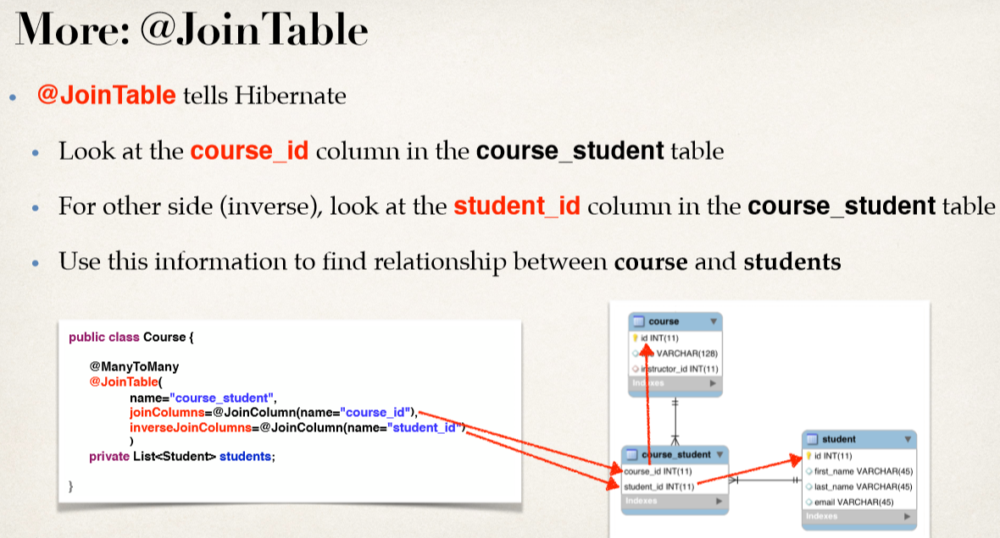 More: @JoinTable
@JoinTable tells Hibernate
Look at the course_id column in the course_student table
For other side (inverse), look at the student_id column in the course_student table
Use this information to find relationship between course and students
public class Course {
@ManyToMany
@JoinTable(
name="course_student",
joinColumns=@JoinColumn(name="course_id"),
inverseJoinColumns=@JoinColumn(name="student_id")
)
private List<Student> students;
}
course
id INT(11)
VARCHAR(128)
instructor_id INT(11)
Indexes
course_student
course_id INT(11)
student_id INT(11)
Indexes
student
id INT(11)
first_name VARCHAR(45)
last_name VARCHAR(45)
email VARCHAR(45)
Indexes